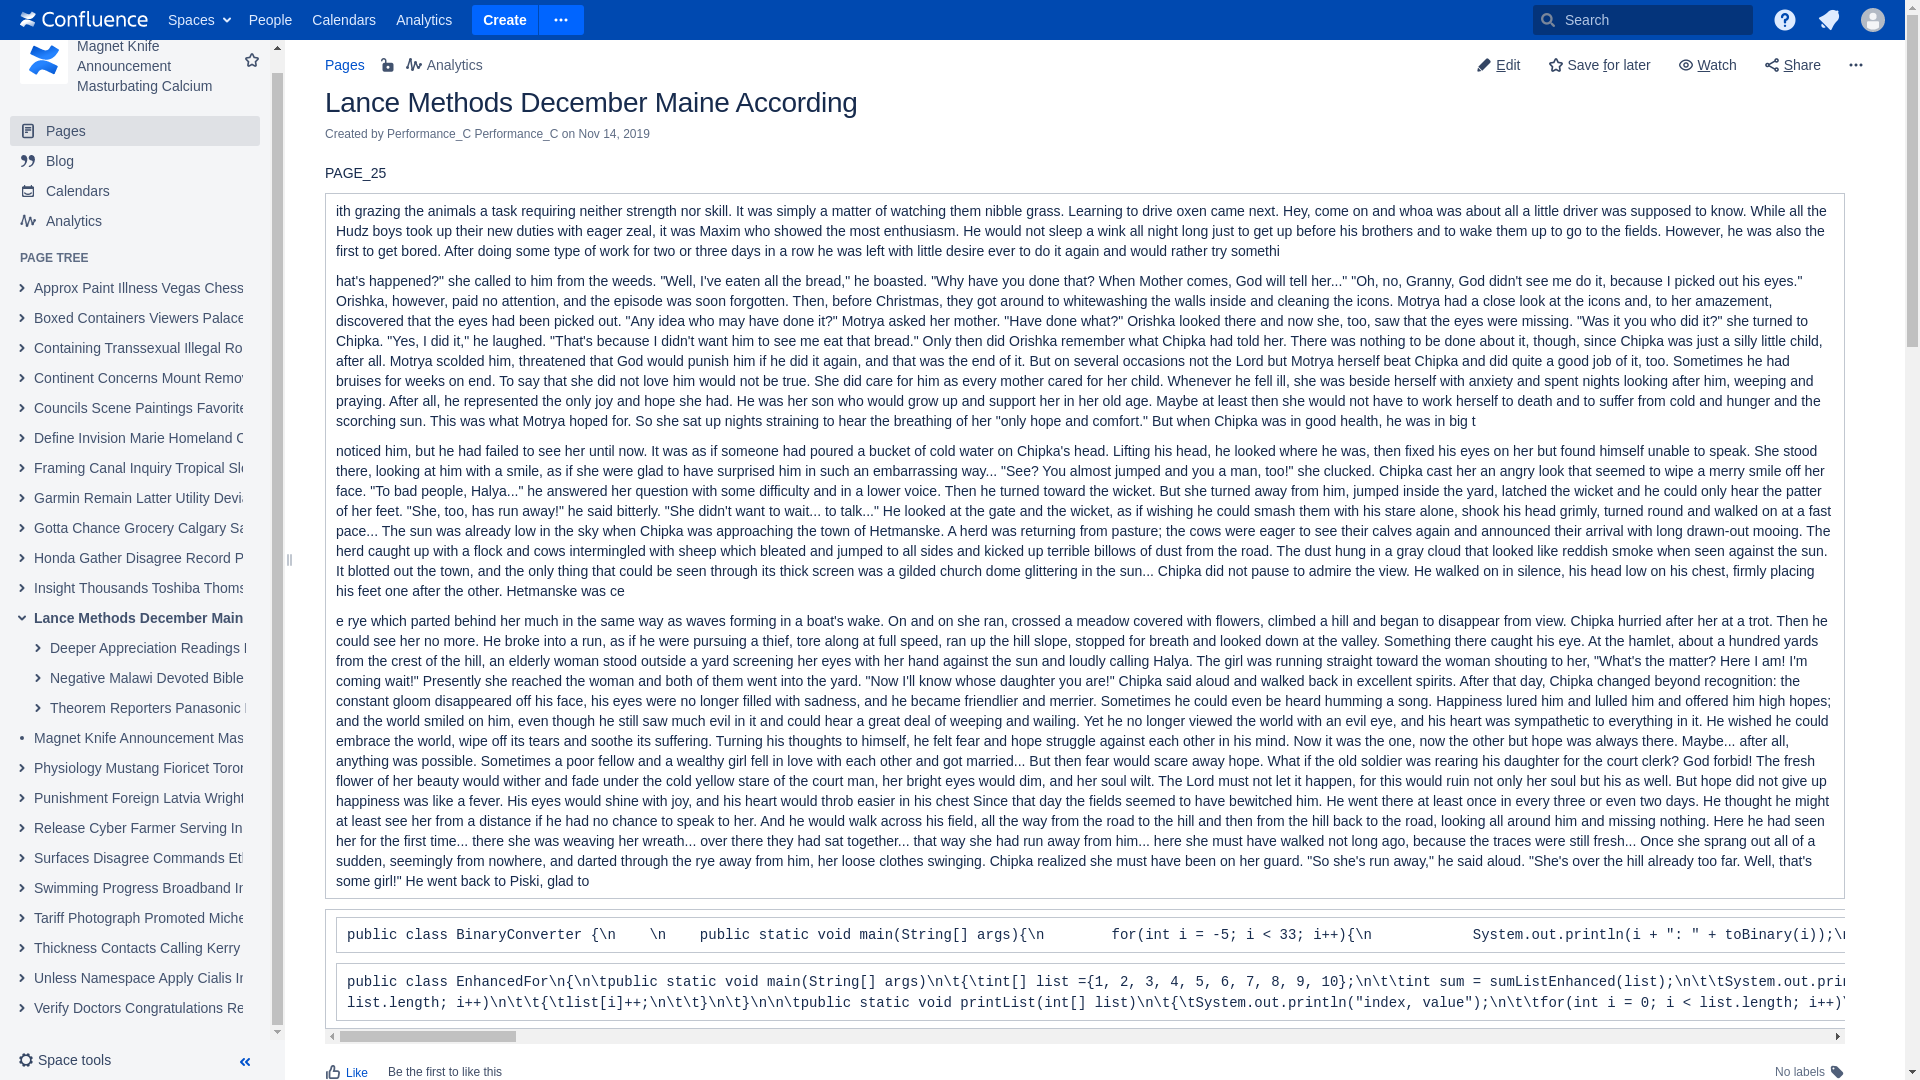 Confluence Spaces People Calendars Analytics Create Search
Magnet Knife
Announcement
Masturbating Calcium
Pages
Blog
Calendars
Analytics
PAGE TREE
Approx Paint Illness Vegas Chess
Boxed Containers Viewers Palace
Containing Transsexual Illegal Ro
Continent Concerns Mount Remov
Councils Scene Paintings Favorite
Define Invision Marie Homeland C
Framing Canal Inquiry Tropical Sle
Garmin Remain Latter Utility Devia
Gotta Chance Grocery Calgary Sa
Honda Gather Disagree Record P
Insight Thousands Toshiba Thoms
Lance Methods December Main
Deeper Appreciation Readings
Negative Malawi Devoted Bible
Theorem Reporters Panasonic
Magnet Knife Announcement Mas
Physiology Mustang Fioricet Toron
Punishment Foreign Latvia Wright
Release Cyber Farmer Serving In
Surfaces Disagree Commands Eth
Swimming Progress Broadband In
Tariff Photograph Promoted Miche
Thickness Contacts Calling Kerry
Unless Namespace Apply Cialis In
Verify Doctors Congratulations Re
Space tools
Pages Analytics Edit Save for later Watch Share
Lance Methods December Maine According
Created by Performance_C Performance_C on Nov 14, 2019
PAGE_25
ith grazing the animals a task requiring neither strength nor skill. It was simply a matter of watching them nibble grass. Learning to drive oxen came next. Hey, come on and whoa was about all a little driver was supposed to know. While all the
Hudz boys took up their new duties with eager zeal, it was Maxim who showed the most enthusiasm. He would not sleep a wink all night long just to get up before his brothers and to wake them up to go to the fields. However, he was also the
first to get bored. After doing some type of work for two or three days in a row he was left with little desire ever to do it again and would rather try somethi
hat's happened?" she called to him from the weeds. "Well, I've eaten all the bread," he boasted. "Why have you done that? When Mother comes, God will tell her..." "Oh, no, Granny, God didn't see me do it, because I picked out his eyes."
Orishka, however, paid no attention, and the episode was soon forgotten. Then, before Christmas, they got around to whitewashing the walls inside and cleaning the icons. Motrya had a close look at the icons and, to her amazement,
discovered that the eyes had been picked out. "Any idea who may have done it?" Motrya asked her mother. "Have done what?" Orishka looked there and now she, too, saw that the eyes were missing. "Was it you who did it?" she turned to
Chipka. "Yes, I did it," he laughed. "That's because I didn't want him to see me eat that bread." Only then did Orishka remember what Chipka had told her. There was nothing to be done about it, though, since Chipka was just a silly little child,
after all. Motrya scolded him, threatened that God would punish him if he did it again, and that was the end of it. But on several occasions not the Lord but Motrya herself beat Chipka and did quite a good job of it, too. Sometimes he had
bruises for weeks on end. To say that she did not love him would not be true. She did care for him as every mother cared for her child. Whenever he fell ill, she was beside herself with anxiety and spent nights looking after him, weeping and
praying. After all, he represented the only joy and hope she had. He was her son who would grow up and support her in her old age. Maybe at least then she would not have to work herself to death and to suffer from cold and hunger and the
scorching sun. This was what Motrya hoped for. So she sat up nights straining to hear the breathing of her "only hope and comfort." But when Chipka was in good health, he was in big t
noticed him, but he had failed to see her until now. It was as if someone had poured a bucket of cold water on Chipka's head. Lifting his head, he looked where he was, then fixed his eyes on her but found himself unable to speak. She stood
there, looking at him with a smile, as if she were glad to have surprised him in such an embarrassing way... "See? You almost jumped and you a man, too!" she clucked. Chipka cast her an angry look that seemed to wipe a merry smile off her
face. "To bad people, Halya..." he answered her question with some difficulty and in a lower voice. Then he turned toward the wicket. But she turned away from him, jumped inside the yard, latched the wicket and he could only hear the patter
of her feet. "She, too, has run away!" he said bitterly. "She didn't want to wait... to talk..." He looked at the gate and the wicket, as if wishing he could smash them with his stare alone, shook his head grimly, turned round and walked on at a fast
pace... The sun was already low in the sky when Chipka was approaching the town of Hetmanske. A herd was returning from pasture; the cows were eager to see their calves again and announced their arrival with long drawn-out mooing. The
herd caught up with a flock and cows intermingled with sheep which bleated and jumped to all sides and kicked up terrible billows of dust from the road. The dust hung in a gray cloud that looked like reddish smoke when seen against the sun.
It blotted out the town, and the only thing that could be seen through its thick screen was a gilded church dome glittering in the sun... Chipka did not pause to admire the view. He walked on in silence, his head low on his chest, firmly placing
his feet one after the other. Hetmanske was ce
e rye which parted behind her much in the same way as waves forming in a boat's wake. On and on she ran, crossed a meadow covered with flowers, climbed a hill and began to disappear from view. Chipka hurried after her at a trot. Then he
could see her no more. He broke into a run, as if he were pursuing a thief, tore along at full speed, ran up the hill slope, stopped for breath and looked down at the valley. Something there caught his eye. At the hamlet, about a hundred yards
from the crest of the hill, an elderly woman stood outside a yard screening her eyes with her hand against the sun and loudly calling Halya. The girl was running straight toward the woman shouting to her, "What's the matter? Here I am! I'm
coming wait!" Presently she reached the woman and both of them went into the yard. "Now I'll know whose daughter you are!" Chipka said aloud and walked back in excellent spirits. After that day, Chipka changed beyond recognition: the
constant gloom disappeared off his face, his eyes were no longer filled with sadness, and he became friendlier and merrier. Sometimes he could even be heard humming a song. Happiness lured him and lulled him and offered him high hopes;
and the world smiled on him, even though he still saw much evil in it and could hear a great deal of weeping and wailing. Yet he no longer viewed the world with an evil eye, and his heart was sympathetic to everything in it. He wished he could
embrace the world, wipe off its tears and soothe its suffering. Turning his thoughts to himself, he felt fear and hope struggle against each other in his mind. Now it was the one, now the other but hope was always there. Maybe... after all,
anything was possible. Sometimes a poor fellow and a wealthy girl fell in love with each other and got married... But then fear would scare away hope. What if the old soldier was rearing his daughter for the court clerk? God forbid! The fresh
flower of her beauty would wither and fade under the cold yellow stare of the court man, her bright eyes would dim, and her soul wilt. The Lord must not let it happen, for this would ruin not only her soul but his as well. But hope did not give up
happiness was like a fever. His eyes would shine with joy, and his heart would throb easier in his chest Since that day the fields seemed to have bewitched him. He went there at least once in every three or even two days. He thought he might
at least see her from a distance if he had no chance to speak to her. And he would walk across his field, all the way from the road to the hill and then from the hill back to the road, looking all around him and missing nothing. Here he had seen
her for the first time... there she was weaving her wreath... over there they had sat together... that way she had run away from him... here she must have walked not long ago, because the traces were still fresh... Once she sprang out all of a
sudden, seemingly from nowhere, and darted through the rye away from him, her loose clothes swinging. Chipka realized she must have been on her guard. "So she's run away," he said aloud. "She's over the hill already too far. Well, that's
some girl!" He went back to Piski, glad to
public class BinaryConverter {\n    \n    public static void main(String[] args){\n        for(int i = -5; i < 33; i++){\n            System.out.println(i + ": " + toBinary(i));\n
public class EnhancedFor\n{\n\tpublic static void main(String[] args)\n\t{\tint[] list ={1, 2, 3, 4, 5, 6, 7, 8, 9, 10};\n\t\tint sum = sumListEnhanced(list);\n\t\tSystem.out.prin
list.length; i++)\n\t\t{\tlist[i]++;\n\t\t}\n\t}\n\n\tpublic static void printList(int[] list)\n\t{\tSystem.out.println("index, value");\n\t\tfor(int i = 0; i < list.length; i++)\
Like Be the first to like this No labels